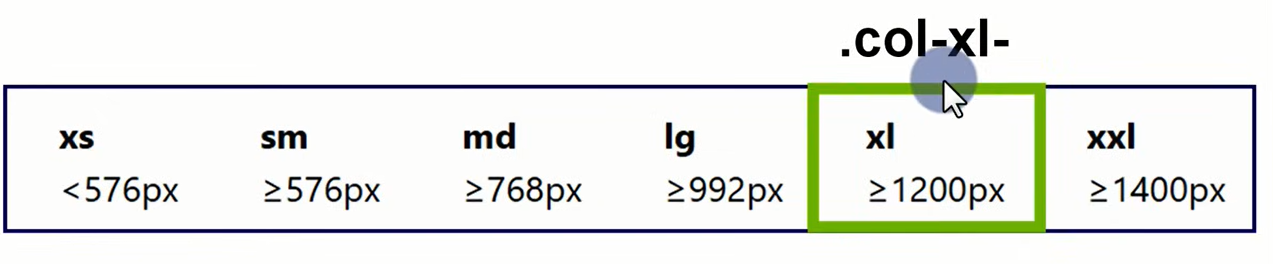 .col-xl-
xs sm md lg xl xxl
<576px ≥576px ≥768px ≥992px ≥1200px ≥1400px